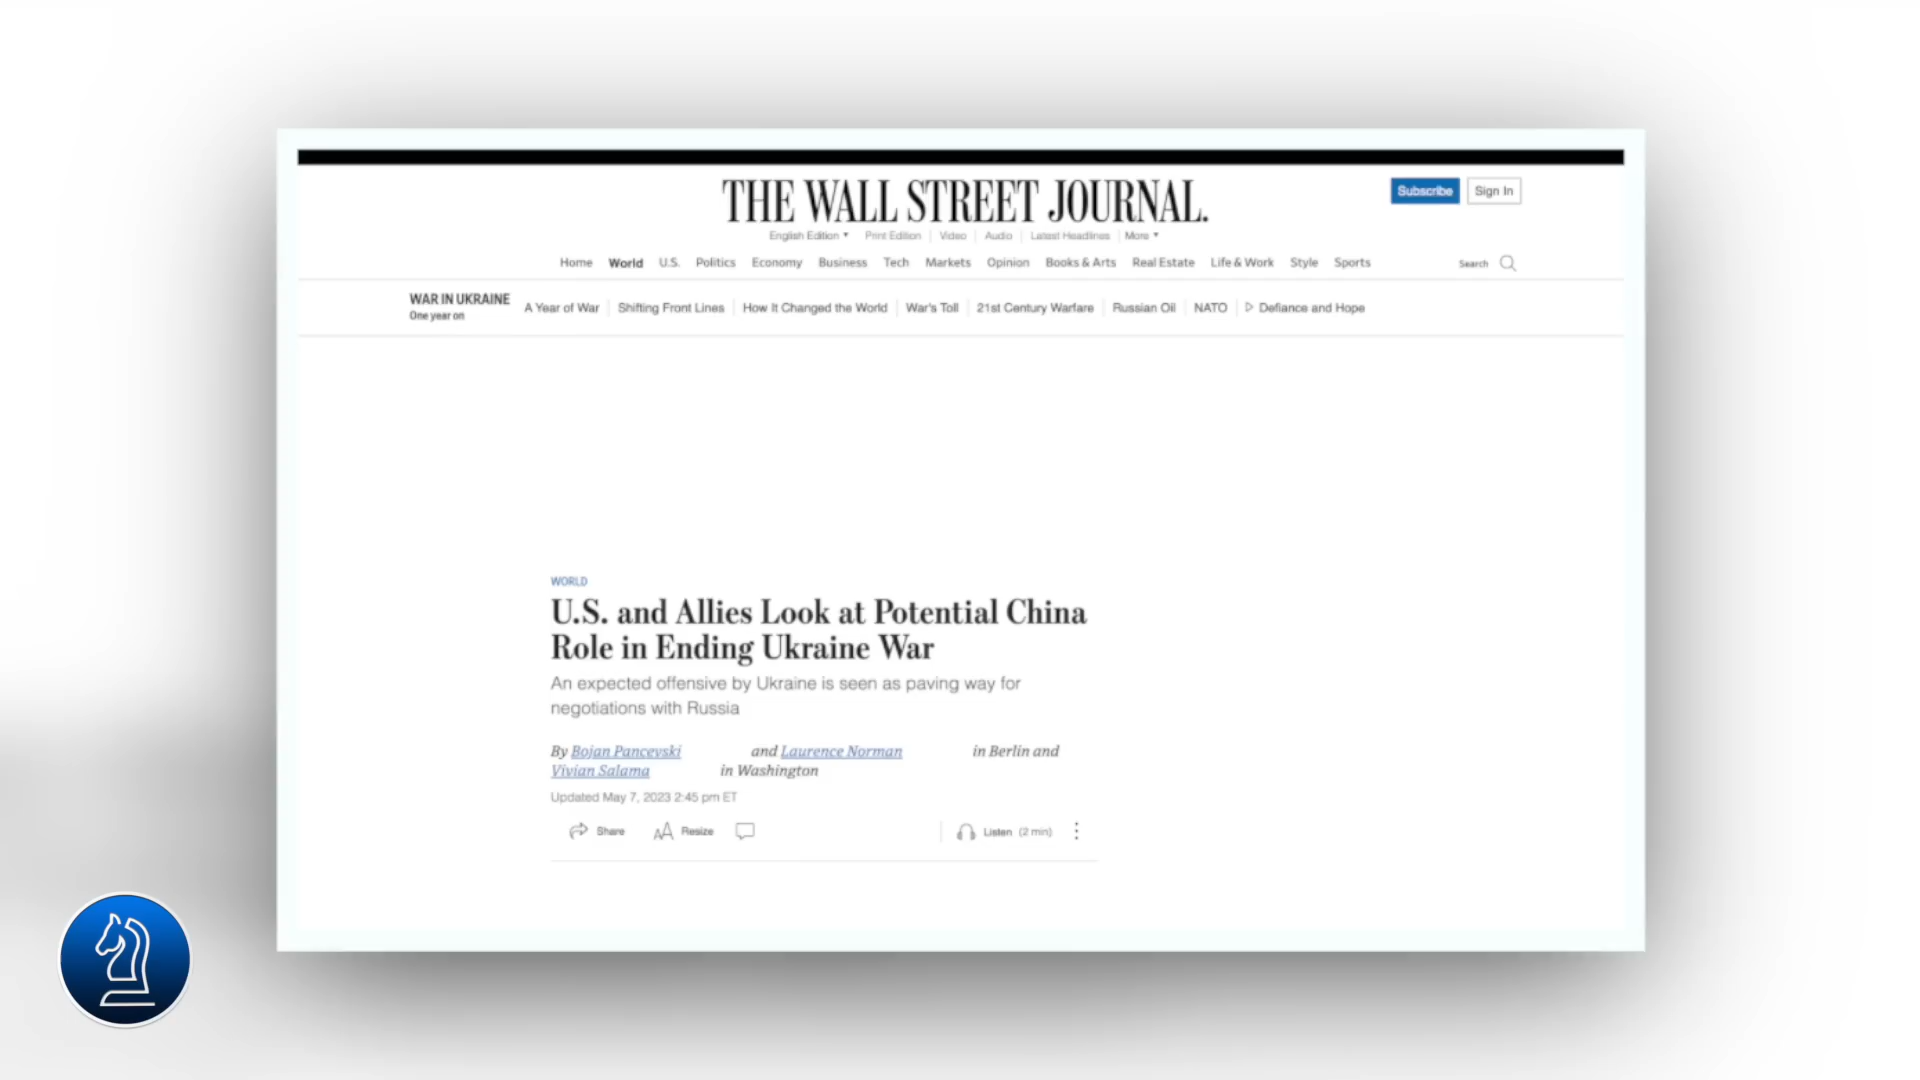 THE WALL STREET JOURNAL.
Subscribe Sign In
English Edition Print Edition Video Audio Latest Headlines More
Home World U.S. Politics Economy Business Tech Markets Opinion Books & Arts Real Estate Life & Work Style Sports Search
WAR IN UKRAINE
One year on
A Year of War Shifting Front Lines How It Changed the World War's Toll 21st Century Warfare Russian Oil NATO Defiance and Hope
WORLD
U.S. and Allies Look at Potential China
Role in Ending Ukraine War
An expected offensive by Ukraine is seen as paving way for
negotiations with Russia
By Bojan Pancevski and Laurence Norman in Berlin and
Vivian Salama in Washington
Updated May 7, 2023 2:45 pm ET
Share AA Resize Listen (2 min)